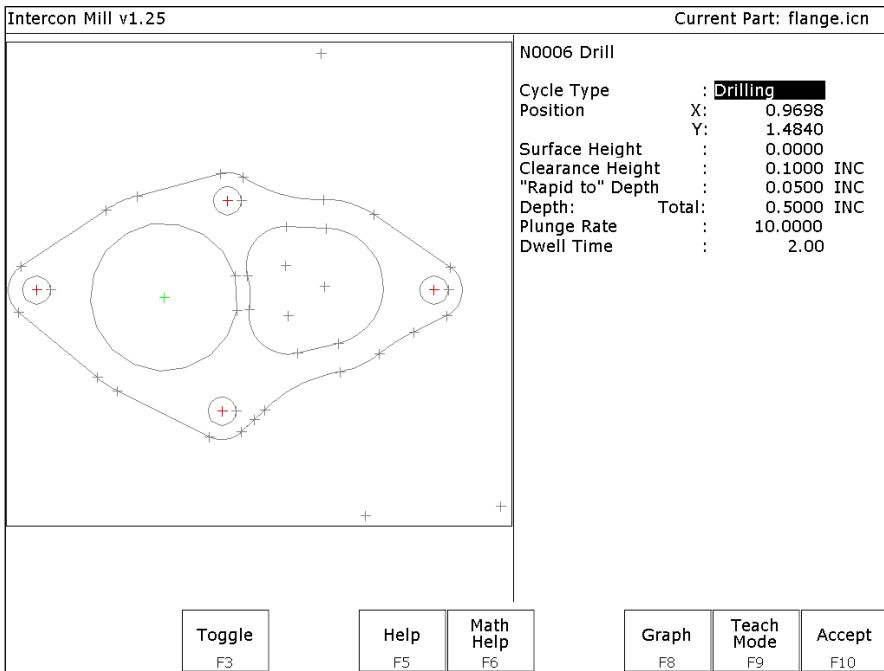 Intercon Mill v1.25 Current Part: flange.icn
N0006 Drill
Cycle Type : Drilling
Position X: 0.9698
Y: 1.4840
Surface Height : 0.0000
Clearance Height : 0.1000 INC
"Rapid to" Depth : 0.0500 INC
Depth: Total: 0.5000 INC
Plunge Rate : 10.0000
Dwell Time : 2.00
Toggle
F3
Help
F5
Math
Help
F6
Graph
F8
Teach
Mode
F9
Accept
F10